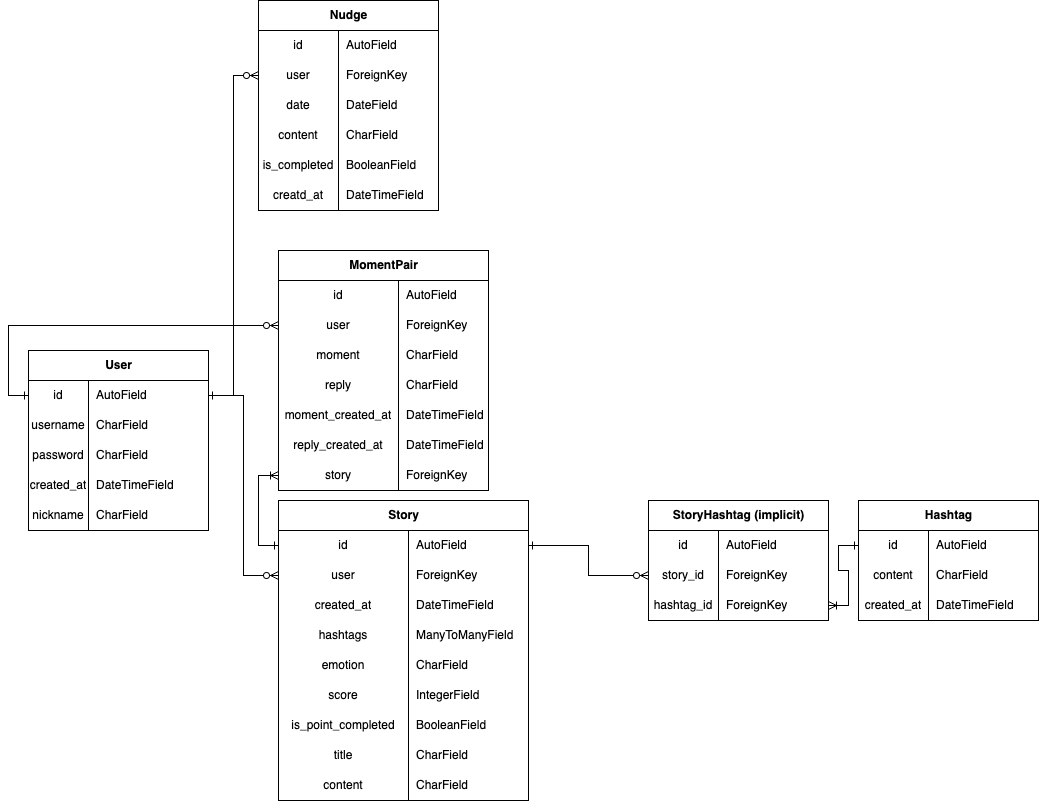 Nudge
id AutoField
user ForeignKey
date DateField
content CharField
is_completed BooleanField
creatd_at DateTimeField
MomentPair
id AutoField
user ForeignKey
moment CharField
reply CharField
moment_created_at DateTimeField
reply_created_at DateTimeField
story ForeignKey
User
id AutoField
username CharField
password CharField
created_at DateTimeField
nickname CharField
Story
id AutoField
user ForeignKey
created_at DateTimeField
hashtags ManyToManyField
emotion CharField
score IntegerField
is_point_completed BooleanField
title CharField
content CharField
StoryHashtag (implicit)
id AutoField
story_id ForeignKey
hashtag_id ForeignKey
Hashtag
id AutoField
content CharField
created_at DateTimeField